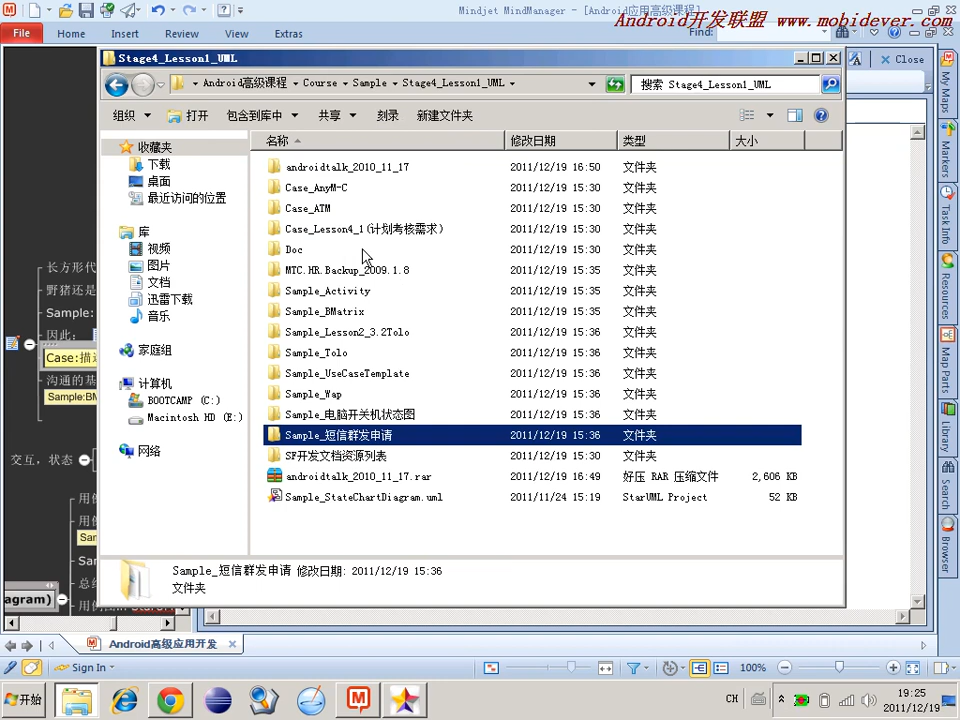 Mindjet MindManager - [Android应用高级课程]
Android开发联盟 www.mobidever.com
File Home Insert Review View Extras Find:
Stage4_Lesson1_UML
Close
Android高级课程 Course Sample Stage4_Lesson1_UML
搜索 Stage4_Lesson1_UML
组织 打开 包含到库中 共享 刻录 新建文件夹
名称 修改日期 类型 大小
收藏夹
下载
桌面
最近访问的位置
库
视频
图片
文档
迅雷下载
音乐
家庭组
计算机
BOOTCAMP (C:)
Macintosh HD (E:)
网络
androidtalk_2010_11_17 2011/12/19 16:50 文件夹
Case_AnyM-C 2011/12/19 15:30 文件夹
Case_ATM 2011/12/19 15:30 文件夹
Case_Lesson4_1(计划考核需求) 2011/12/19 15:30 文件夹
Doc 2011/12/19 15:30 文件夹
MTC.HR.Backup_2009.1.8 2011/12/19 15:35 文件夹
Sample_Activity 2011/12/19 15:35 文件夹
Sample_BMatrix 2011/12/19 15:35 文件夹
Sample_Lesson2_3.2Tolo 2011/12/19 15:36 文件夹
Sample_Tolo 2011/12/19 15:36 文件夹
Sample_UseCaseTemplate 2011/12/19 15:36 文件夹
Sample_Wap 2011/12/19 15:36 文件夹
Sample_电脑开关机状态图 2011/12/19 15:36 文件夹
Sample_短信群发申请 2011/12/19 15:36 文件夹
SF开发文档资源列表 2011/12/19 15:30 文件夹
androidtalk_2010_11_17.rar 2011/12/19 16:49 好压 RAR 压缩文件 2,606 KB
Sample_StateChartDiagram.uml 2011/11/24 15:19 StarUML Project 52 KB
Sample_短信群发申请 修改日期: 2011/12/19 15:36
文件夹
长方形代
野猪还是
Sample:
因此:
Case:描
沟通的基
Sample:BM
交互, 状态
用例
用例
Sam
Sam
总结
agram)
My Maps
Markers
Task Info
Resources
Map Parts
Library
Search
Browser
Android高级应用开发
Sign In
100%
开始
CH
19:25
2011/12/19